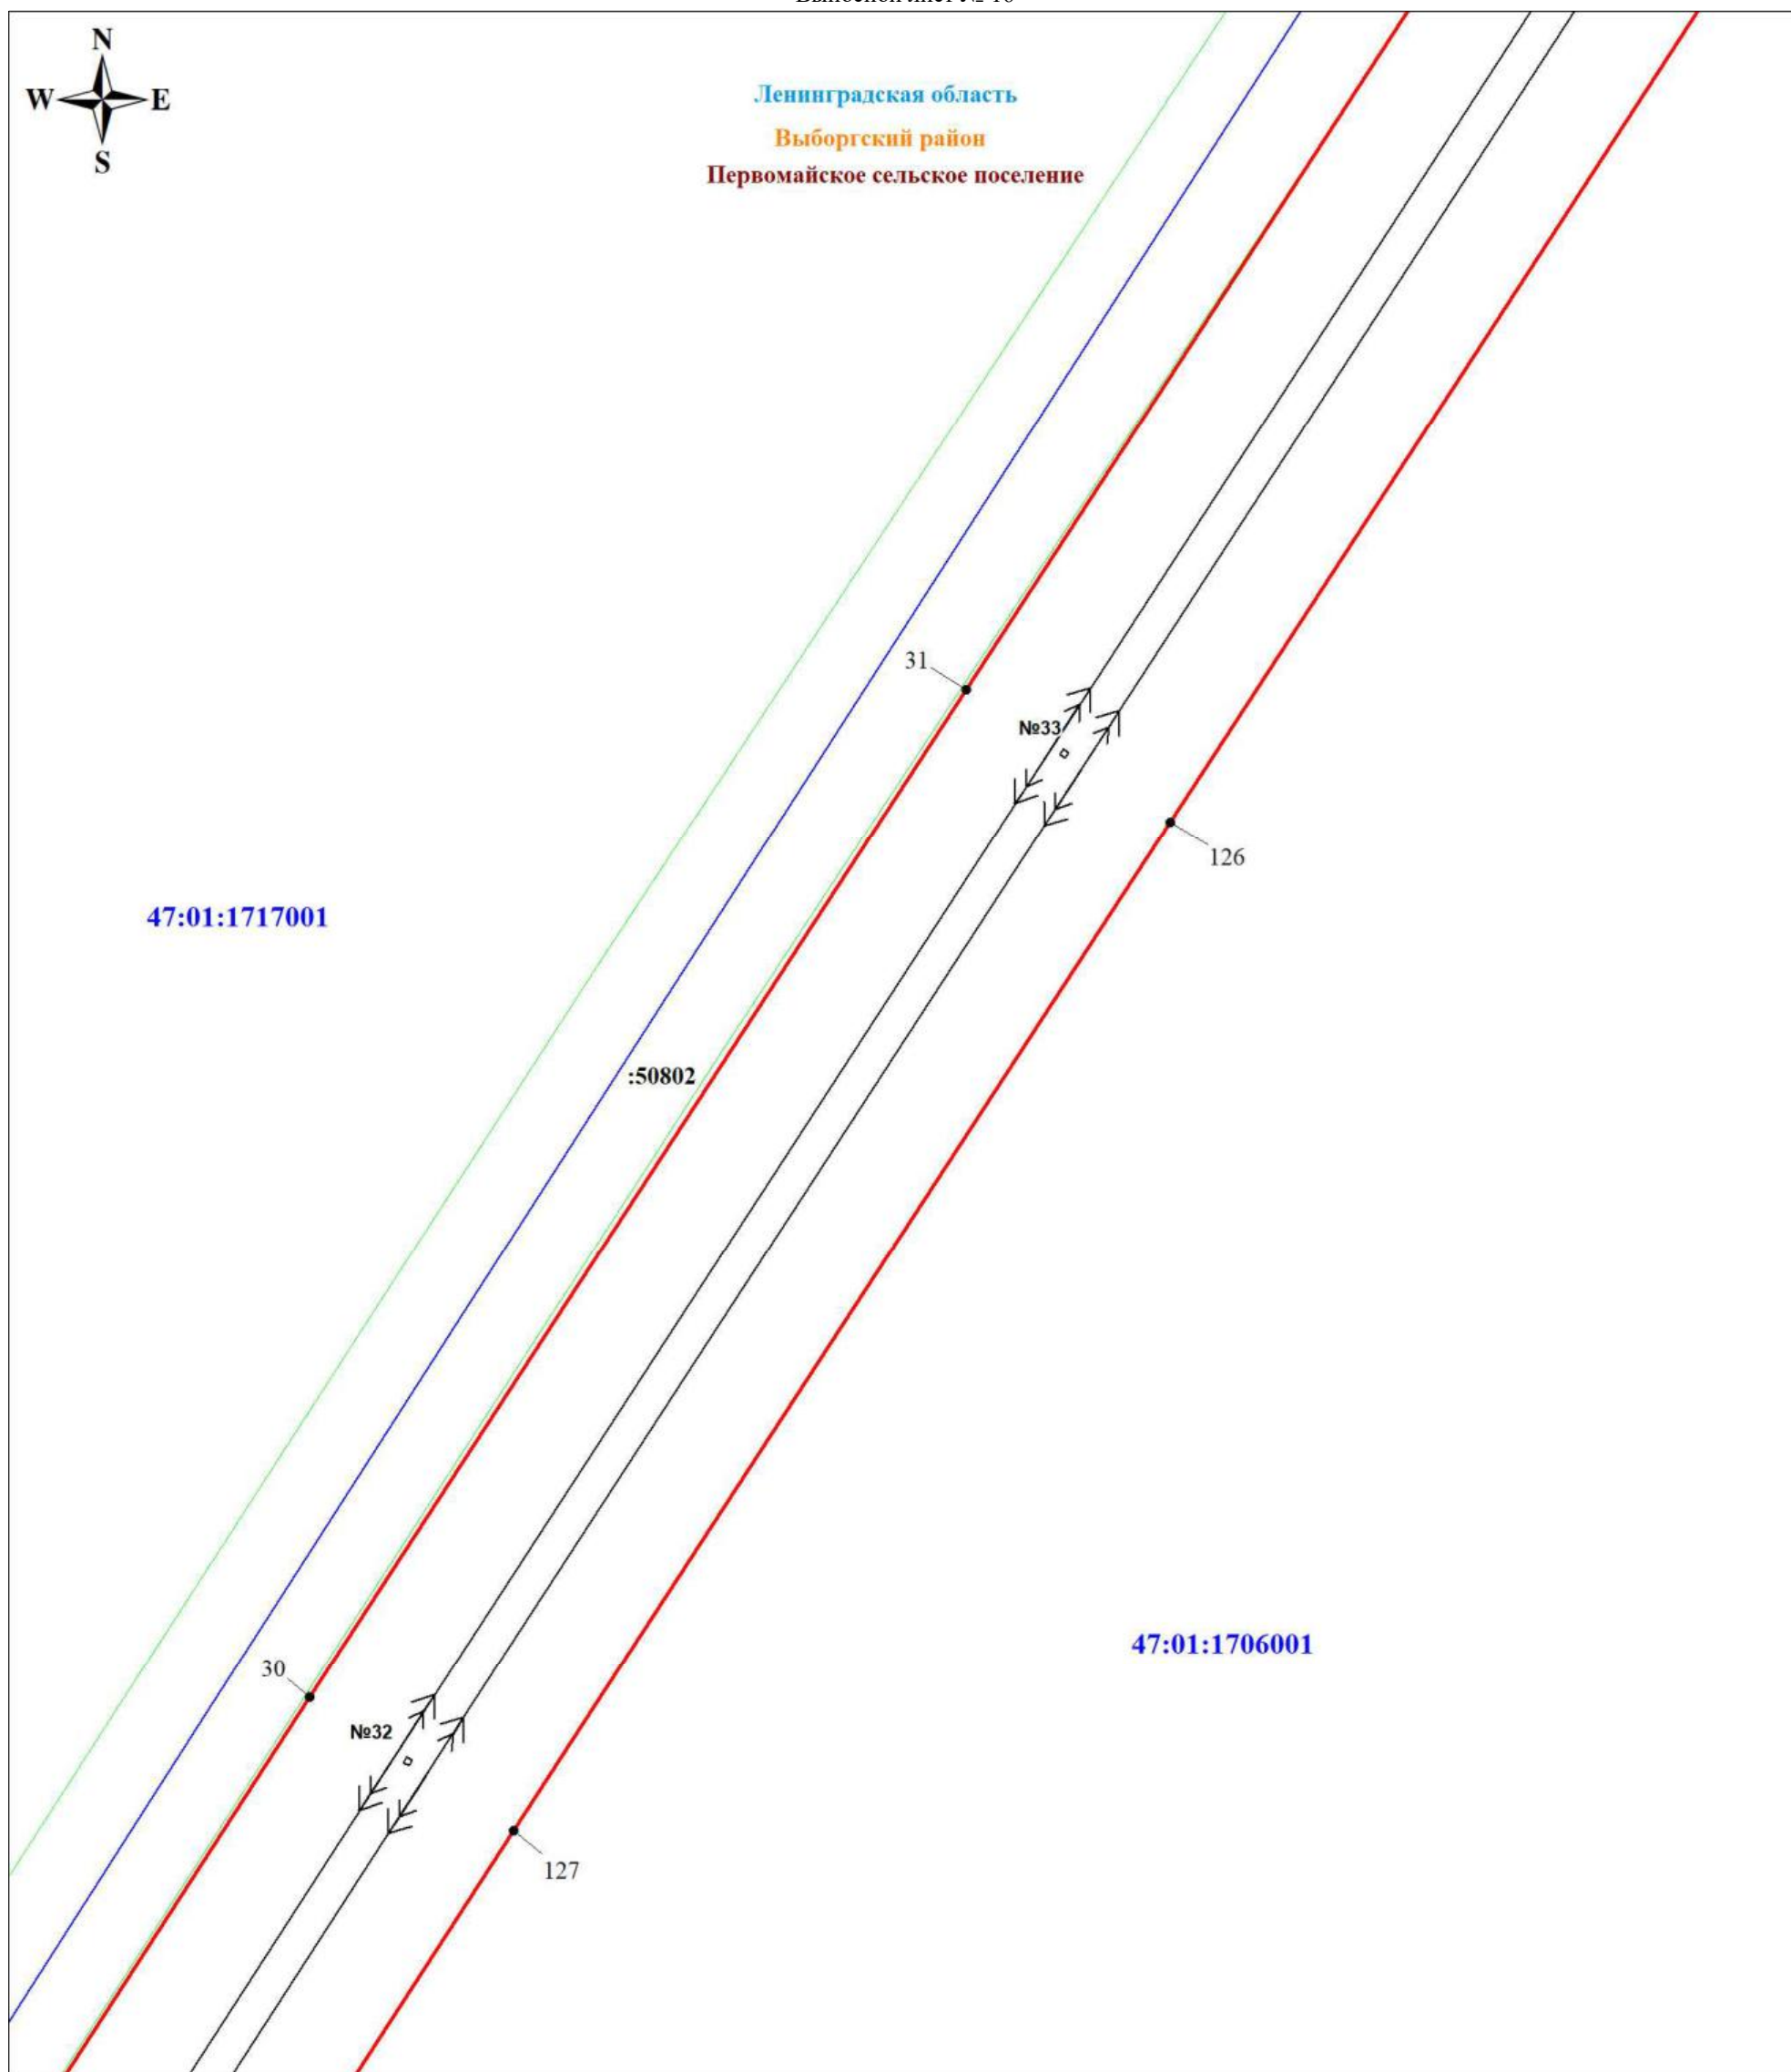 N
W E
S
Ленинградская область
Выборгский район
Первомайское сельское поселение
31
№33
126
47:01:1717001
:50802
47:01:1706001
30
№32
127